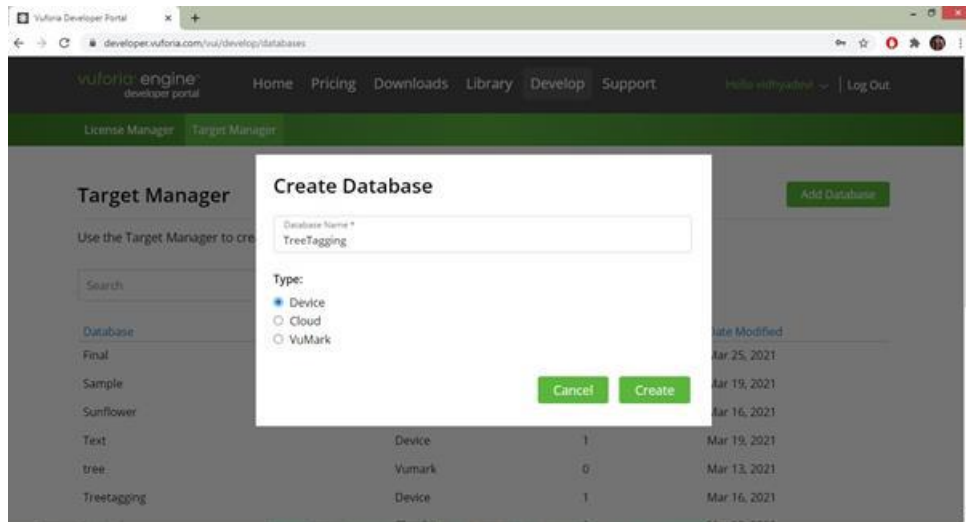 Vuforia Developer Portal
developer.vuforia.com/vui/develop/databases
vuforia engine
developer portal
Home Pricing Downloads Library Develop Support Hello vidhyadevi Log Out
License Manager Target Manager
Target Manager
Add Database
Use the Target Manager to cre
Search
Create Database
Database Name *
TreeTagging
Type:
Device
Cloud
VuMark
Cancel Create
Database Date Modified
Final Mar 25, 2021
Sample Mar 19, 2021
Sunflower Mar 16, 2021
Text Device 1 Mar 19, 2021
tree Vumark 0 Mar 13, 2021
Treetagging Device 1 Mar 16, 2021